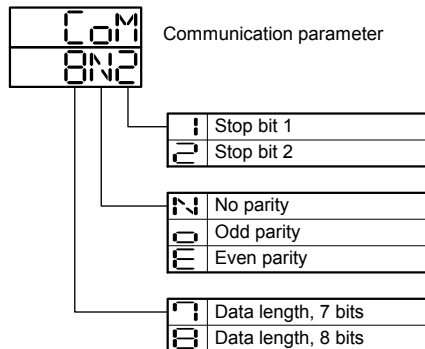 CoM Communication parameter
8N2
1 Stop bit 1
2 Stop bit 2
N No parity
o Odd parity
E Even parity
7 Data length, 7 bits
8 Data length, 8 bits